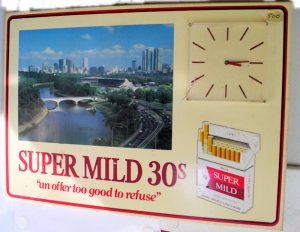 SUPER MILD 30s
"an offer too good to refuse"
SUPER
MILD